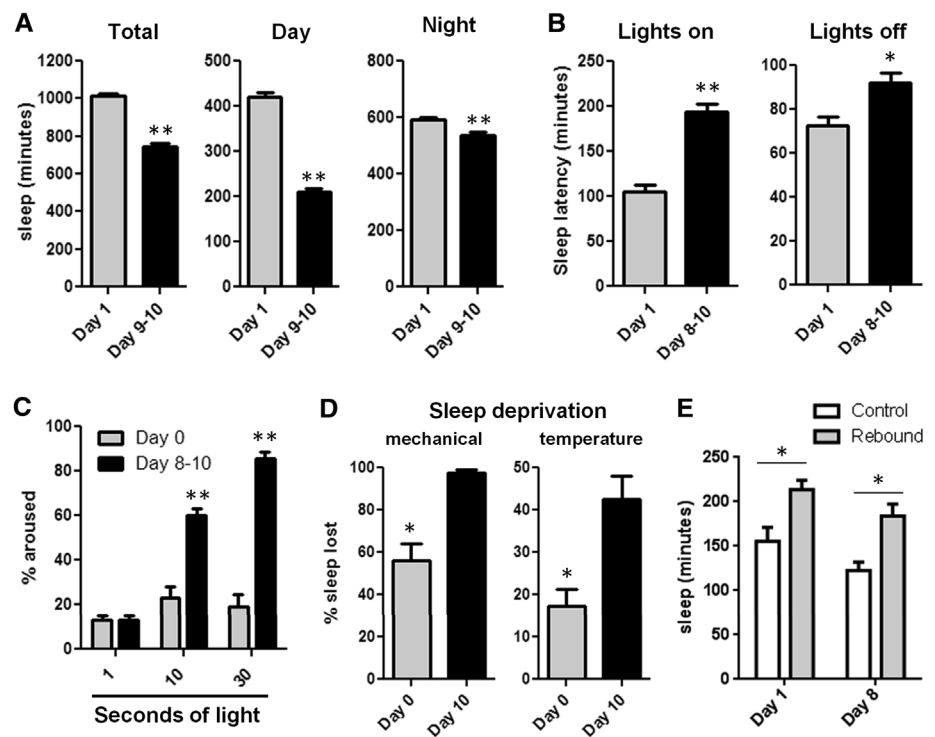 A
Total
Day
Night
sleep (minutes)
1200
1000
800
600
400
200
0
**
Day 1
Day 9-10
500
400
300
200
100
0
**
Day 1
Day 9-10
800
600
400
200
0
**
Day 1
Day 9-10
B
Lights on
Lights off
Sleep latency (minutes)
250
200
150
100
50
0
**
Day 1
Day 8-10
100
80
60
40
20
0
*
Day 1
Day 8-10
C
% aroused
100
80
60
40
20
0
Day 0
Day 8-10
**
**
1
10
30
Seconds of light
D
Sleep deprivation
mechanical
temperature
% sleep lost
100
80
60
40
20
0
*
Day 0
Day 10
50
40
30
20
10
0
*
Day 0
Day 10
E
Control
Rebound
sleep (minutes)
250
200
150
100
50
0
*
*
Day 1
Day 8